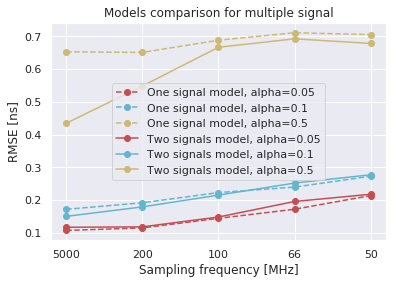 Models comparison for multiple signal
RMSE [ns]
0.7
0.6
0.5
0.4
0.3
0.2
0.1
One signal model, alpha=0.05
One signal model, alpha=0.1
One signal model, alpha=0.5
Two signals model, alpha=0.05
Two signals model, alpha=0.1
Two signals model, alpha=0.5
5000 200 100 66 50
Sampling frequency [MHz]